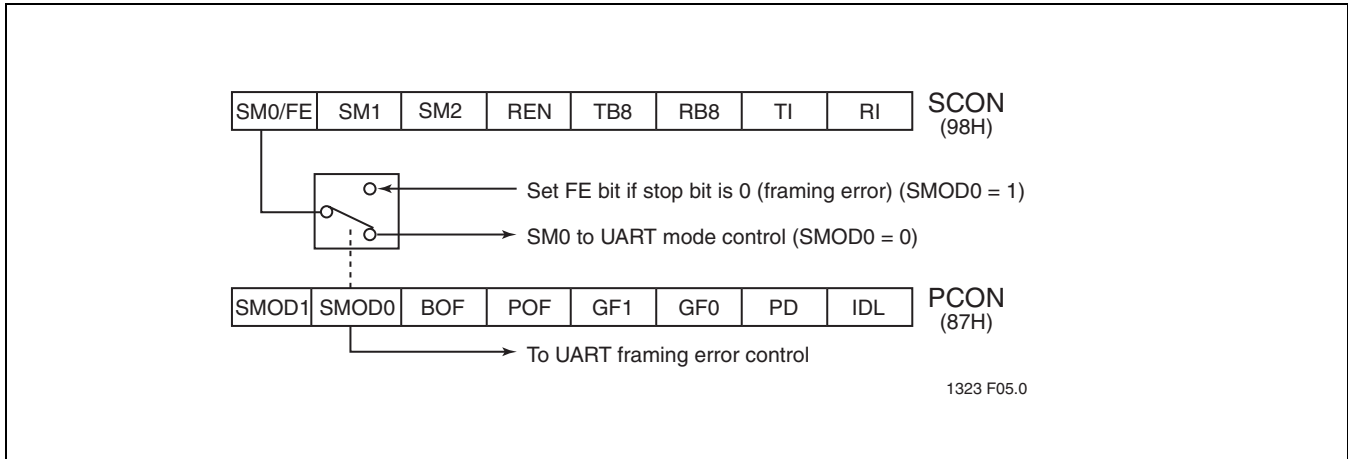 SM0/FE SM1 SM2 REN TB8 RB8 TI RI SCON
(98H)
Set FE bit if stop bit is 0 (framing error) (SMOD0 = 1)
SM0 to UART mode control (SMOD0 = 0)
SMOD1 SMOD0 BOF POF GF1 GF0 PD IDL PCON
(87H)
To UART framing error control
1323 F05.0